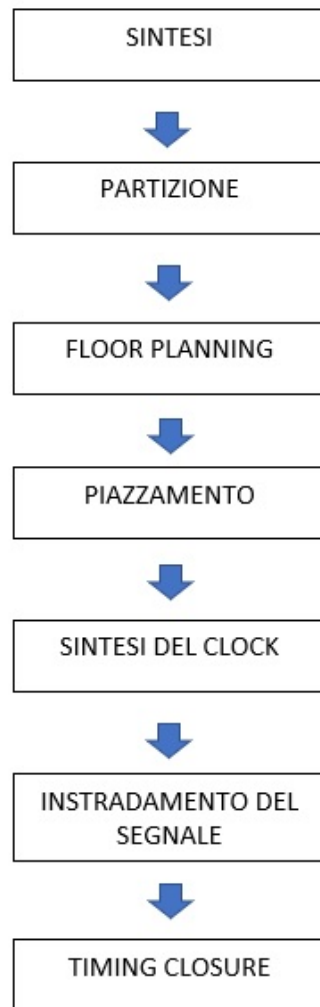 SINTESI
PARTIZIONE
FLOOR PLANNING
PIAZZAMENTO
SINTESI DEL CLOCK
INSTRADAMENTO DEL
SEGNALE
TIMING CLOSURE